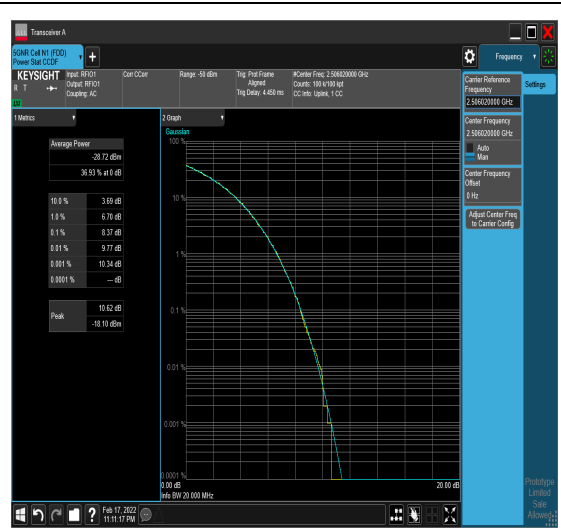 Transceiver A
5GNR Cell N1 (FDD)
Power Stat CCDF
Frequency
KEYSIGHT
R T
LVI
Input: RFIO1
Output: RFIO1
Coupling: AC
Corr CCorr
Range: -50 dBm
Trig: Prot Frame
Aligned
Trig Delay: 4.450 ms
#Center Freq: 2.506020000 GHz
Counts: 100 k/100 kpt
CC Info: Uplink, 1 CC
1 Metrics
Average Power
-28.72 dBm
36.93 % at 0 dB
10.0 % 3.69 dB
1.0 % 6.70 dB
0.1 % 8.37 dB
0.01 % 9.77 dB
0.001 % 10.34 dB
0.0001 % --- dB
Peak
10.62 dB
-18.10 dBm
2 Graph
Gaussian
100 %
10 %
1 %
0.1 %
0.01 %
0.001 %
0.0001 %
0.00 dB
20.00 dB
Info BW 20.000 MHz
Carrier Reference
Frequency
2.506020000 GHz
Center Frequency
2.506020000 GHz
Auto
Man
Center Frequency
Offset
0 Hz
Adjust Center Freq
to Carrier Config
Settings
Prototype
Limited
Sale
Allowed
?
Feb 17, 2022
11:11:17 PM